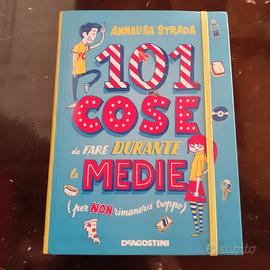 ANNALISA STRADA
101
COSE
da FARE DURANTE
le MEDIE
(per NON rimanerci troppo)
DEAGOSTINI
subito